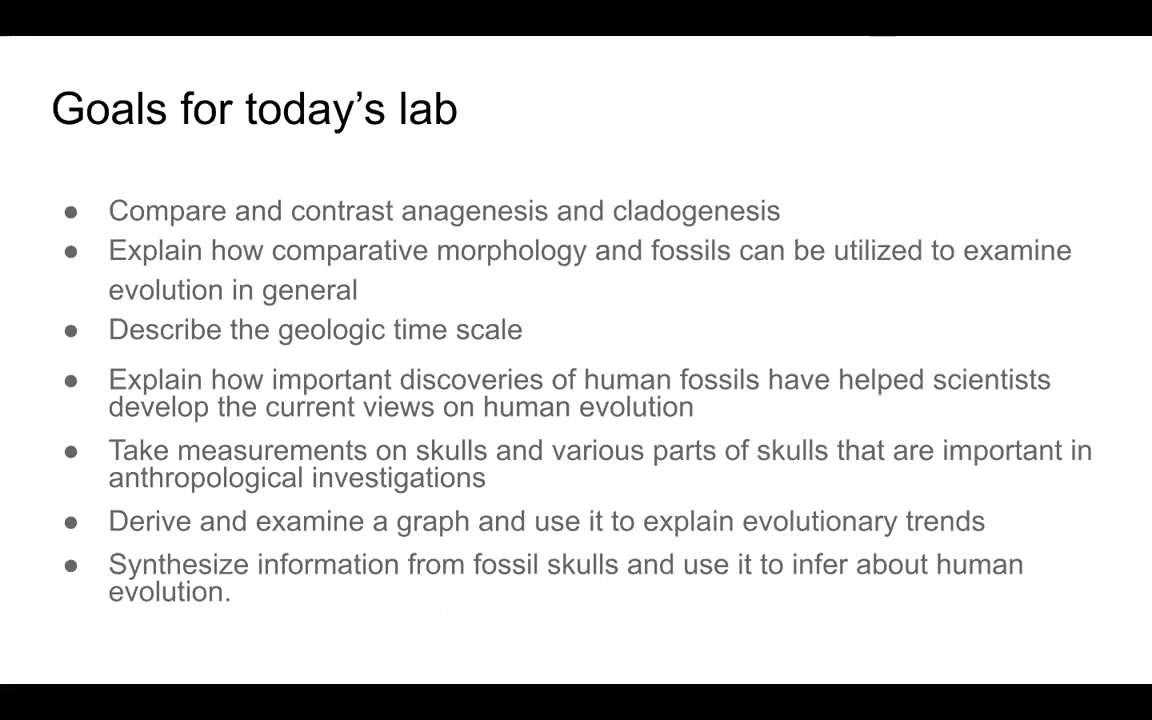 Goals for today’s lab
● Compare and contrast anagenesis and cladogenesis
● Explain how comparative morphology and fossils can be utilized to examine
evolution in general
● Describe the geologic time scale
● Explain how important discoveries of human fossils have helped scientists
develop the current views on human evolution
● Take measurements on skulls and various parts of skulls that are important in
anthropological investigations
● Derive and examine a graph and use it to explain evolutionary trends
● Synthesize information from fossil skulls and use it to infer about human
evolution.